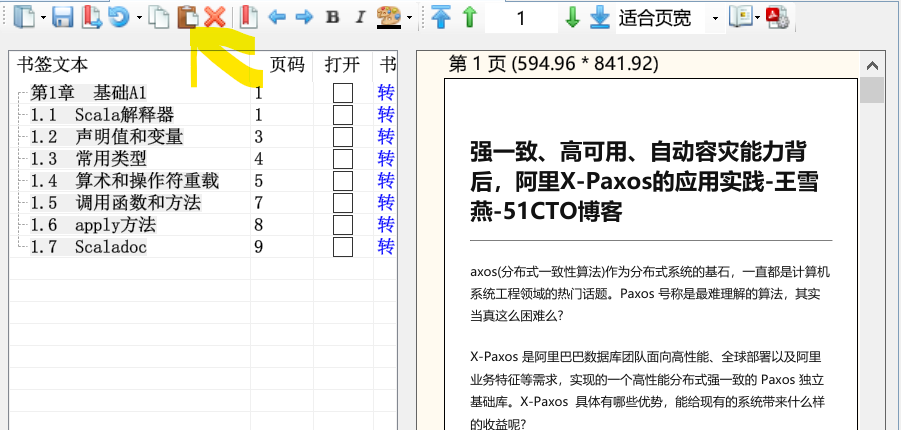 B I
1 适合页宽
书签文本 页码 打开 书
第1章 基础A1 1 转
1.1 Scala解释器 1 转
1.2 声明值和变量 3 转
1.3 常用类型 4 转
1.4 算术和操作符重载 5 转
1.5 调用函数和方法 7 转
1.6 apply方法 8 转
1.7 Scaladoc 9 转
第 1 页 (594.96 * 841.92)
强一致、高可用、自动容灾能力背
后，阿里X-Paxos的应用实践-王雪
燕-51CTO博客
axos(分布式一致性算法)作为分布式系统的基石，一直都是计算机
系统工程领域的热门话题。Paxos 号称是最难理解的算法，其实
当真这么困难么?
X-Paxos 是阿里巴巴数据库团队面向高性能、全球部署以及阿里
业务特征等需求，实现的一个高性能分布式强一致的 Paxos 独立
基础库。X-Paxos 具体有哪些优势，能给现有的系统带来什么样
的收益呢?